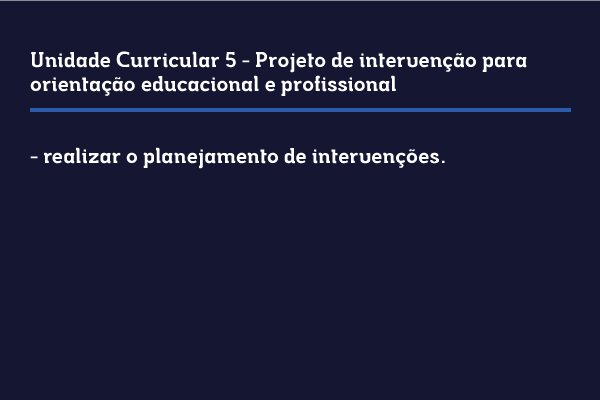 Unidade Curricular 5 - Projeto de intervenção para
orientação educacional e profissional
- realizar o planejamento de intervenções.